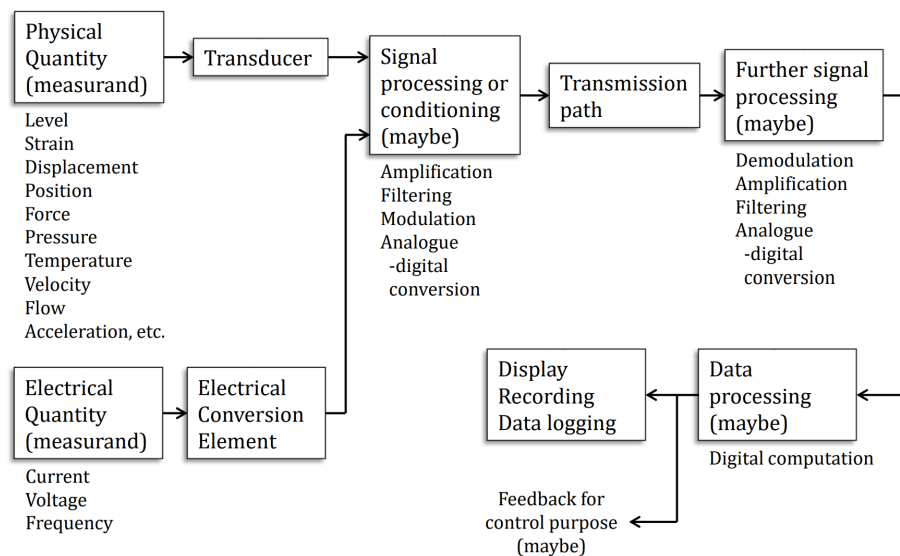 Physical
Quantity
(measurand)
Level
Strain
Displacement
Position
Force
Pressure
Temperature
Velocity
Flow
Acceleration, etc.
Transducer
Signal
processing or
conditioning
(maybe)
Amplification
Filtering
Modulation
Analogue
-digital
conversion
Transmission
path
Further signal
processing
(maybe)
Demodulation
Amplification
Filtering
Analogue
-digital
conversion
Electrical
Quantity
(measurand)
Current
Voltage
Frequency
Electrical
Conversion
Element
Display
Recording
Data logging
Data
processing
(maybe)
Digital computation
Feedback for
control purpose
(maybe)